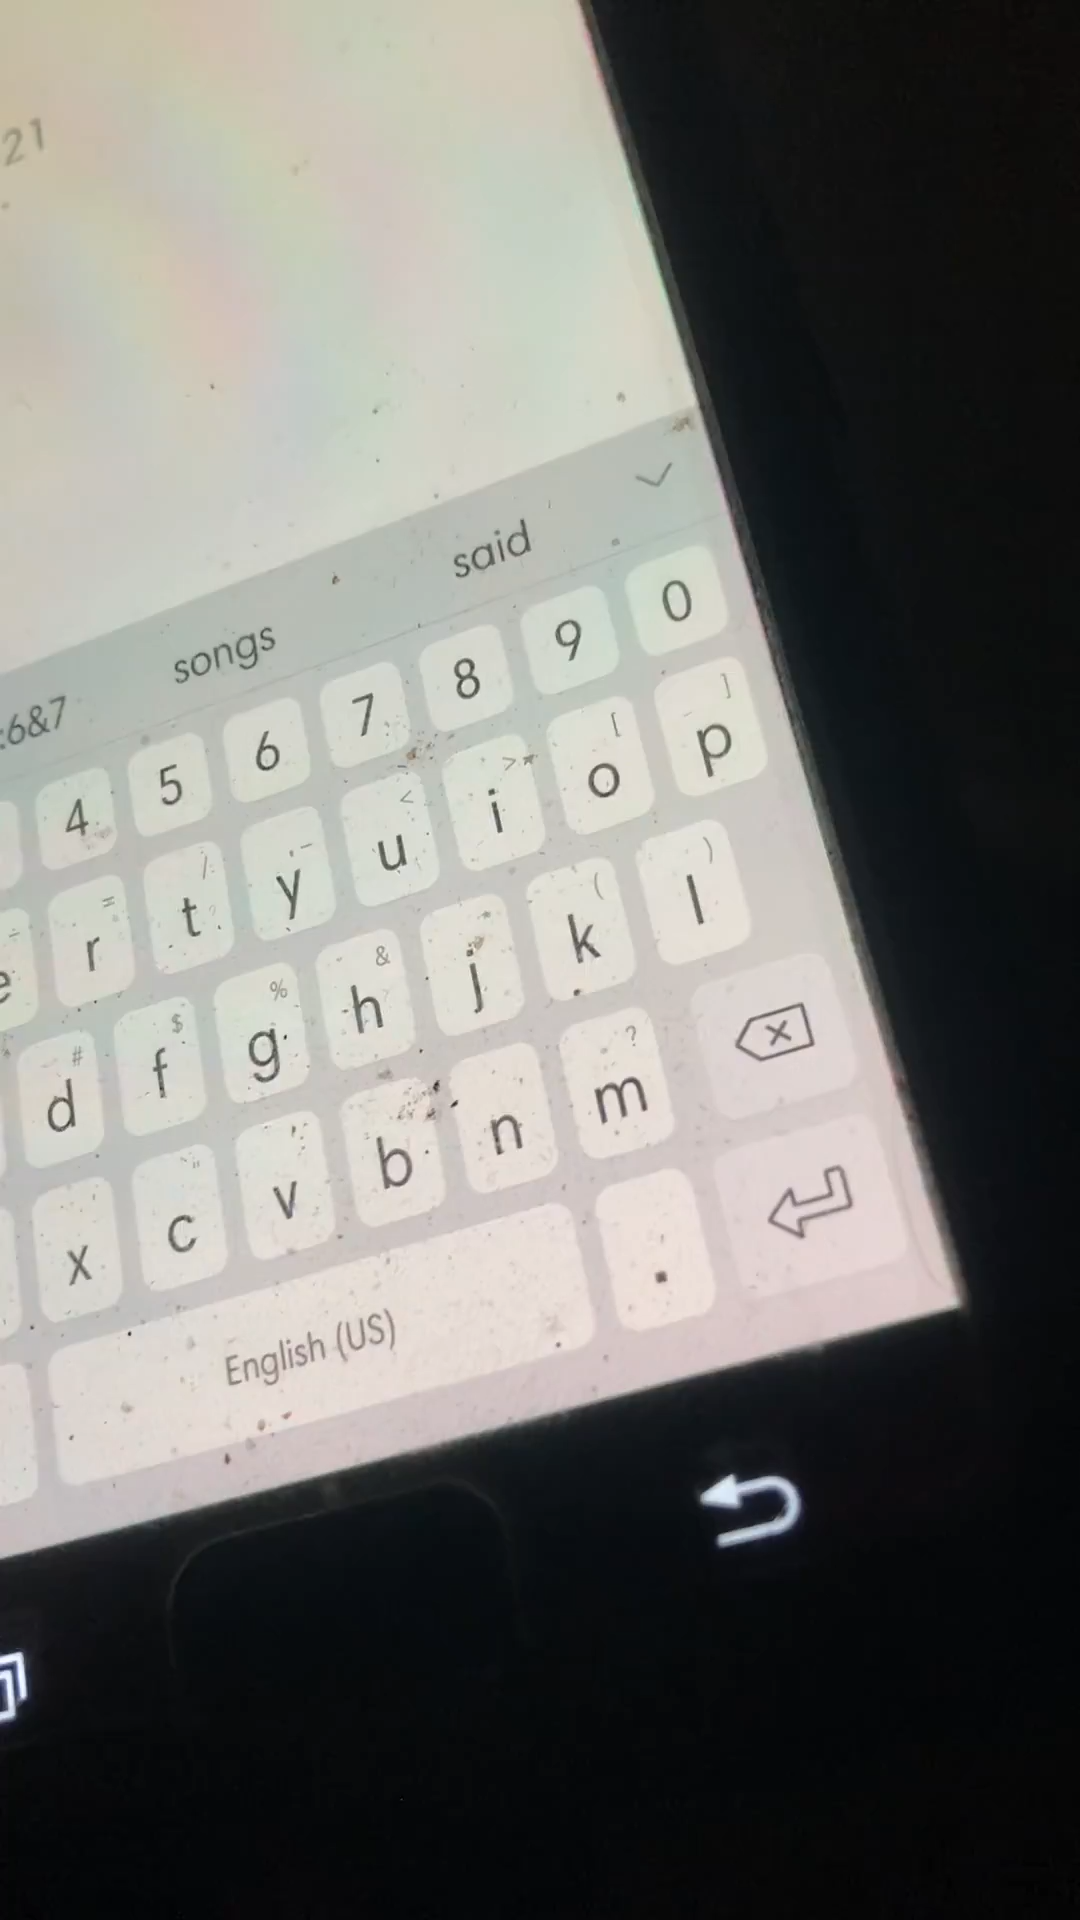 21
:6&7 songs said
4 5 6 7 8 9 0
= / < > [ ]
e r t y u i o p
# $ % & * ( )
d f g h j k l
?
x c v b n m
English (US) .